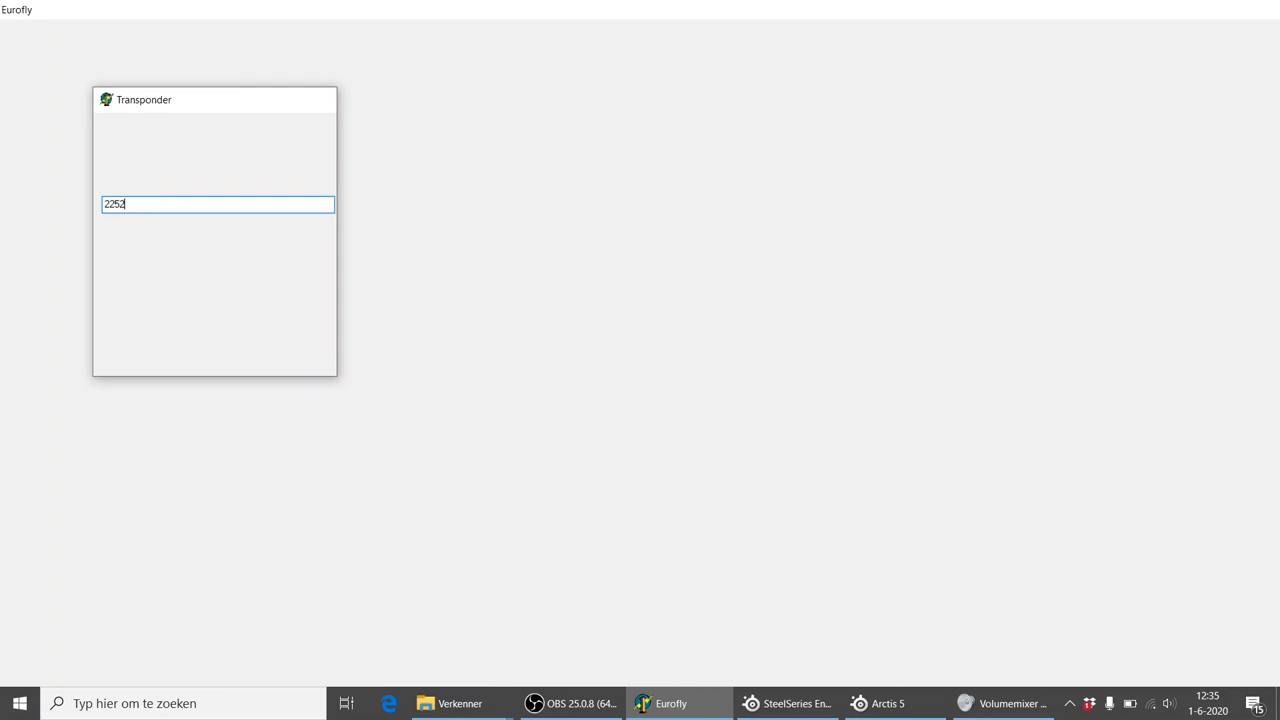 Eurofly
Transponder
2252
Typ hier om te zoeken
Verkenner
OBS 25.0.8 (64...
Eurofly
SteelSeries En...
Arctis 5
Volumemixer ...
12:35
1-6-2020
15